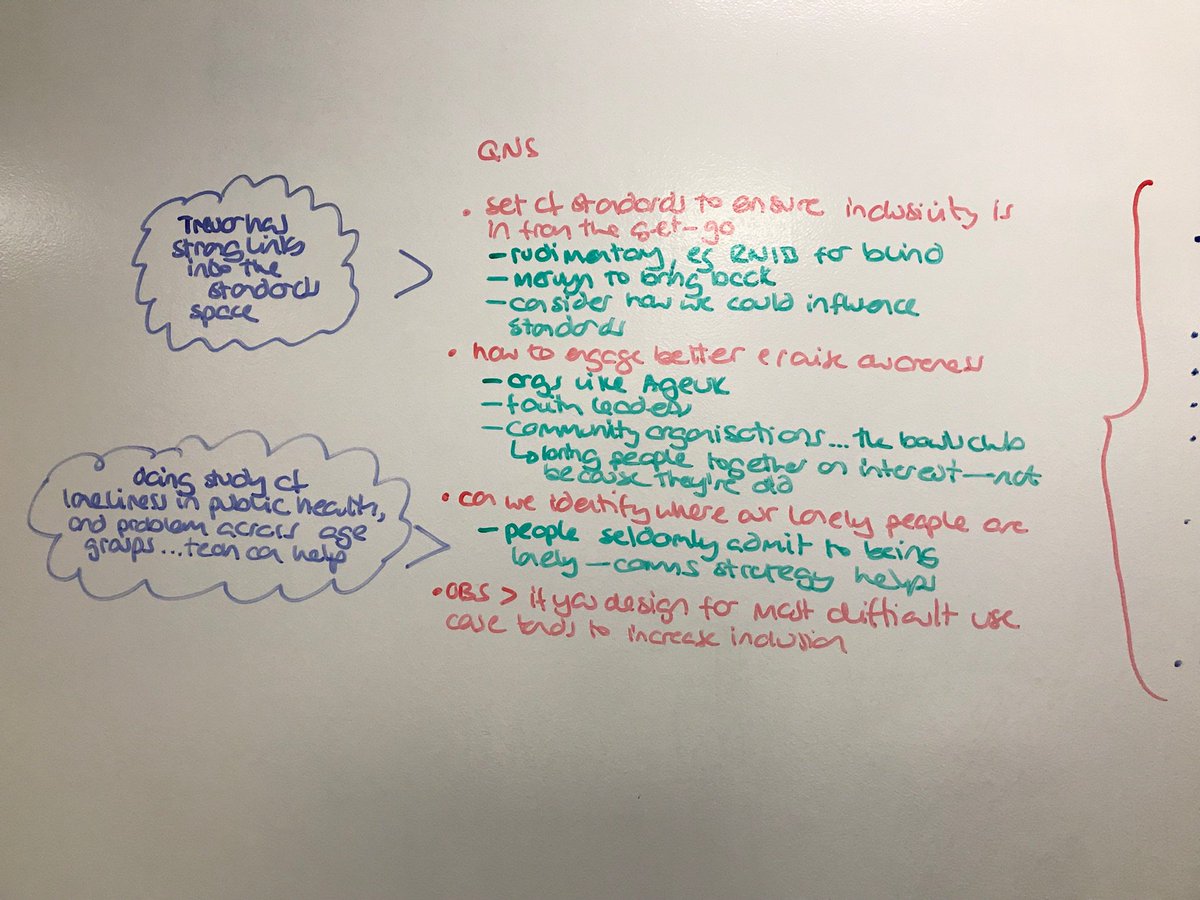 QNS
Trevor has
strong links
into the
standards
space
• set of standards to ensure inclusivity is
in from the get-go
- rudimentary, eg RNIB for blind
- Mervyn to bring back
- consider how we could influence
standards
• how to engage better & raise awareness
- orgs like AgeUK
- faith leaders
- community organisations... the bowls club
↳ bring people together on interest - not
because they're old
doing study of
loneliness in public health,
and problem across age
groups... tech can help
• can we identify where our lonely people are
- people seldomly admit to being
lonely - comms strategy helps
• OBS > if you design for most difficult use
case tends to increase inclusion